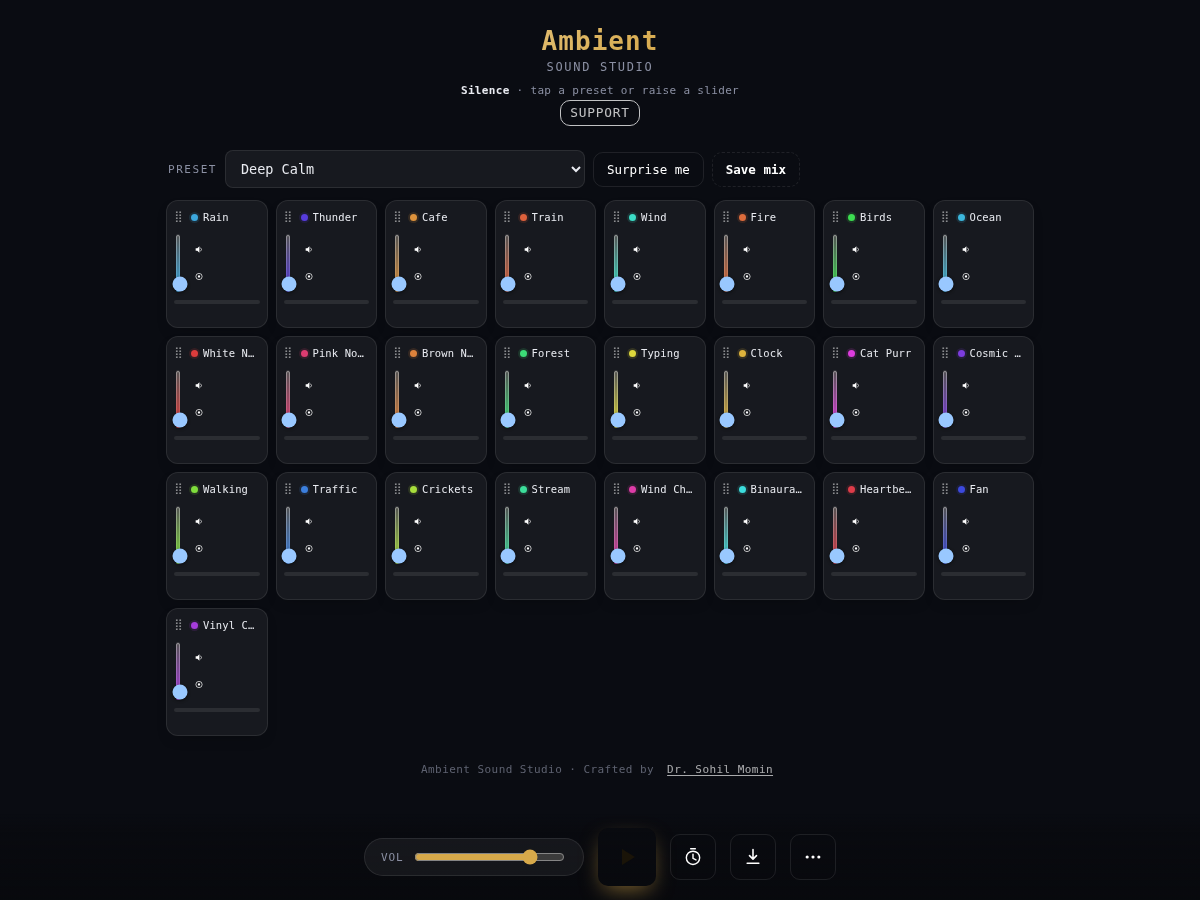 Ambient
SOUND STUDIO
Silence · tap a preset or raise a slider
SUPPORT
PRESET Deep Calm Surprise me Save mix
Rain Thunder Cafe Train Wind Fire Birds Ocean
White N… Pink No… Brown N… Forest Typing Clock Cat Purr Cosmic …
Walking Traffic Crickets Stream Wind Ch… Binaura… Heartbe… Fan
Vinyl C…
Ambient Sound Studio · Crafted by Dr. Sohil Momin
VOL